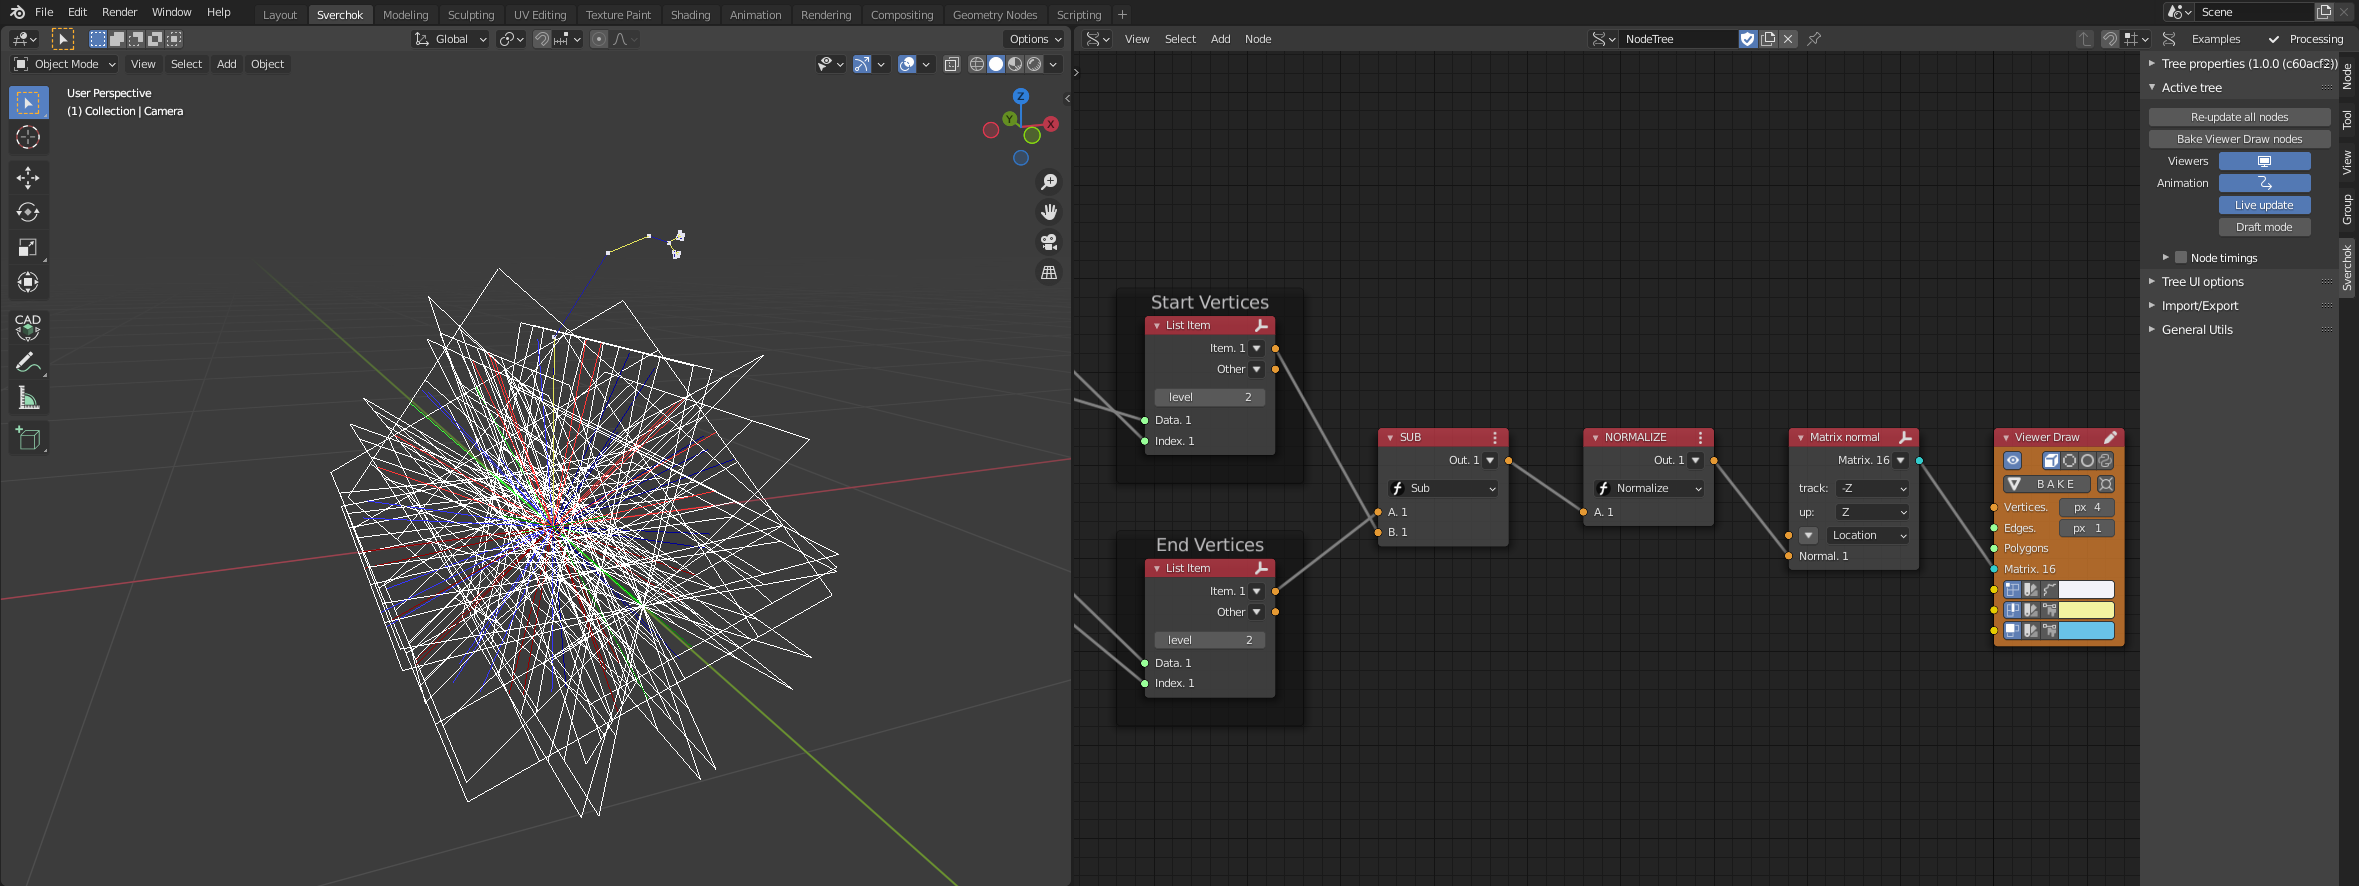 File Edit Render Window Help
Layout Sverchok Modeling Sculpting UV Editing Texture Paint Shading Animation Rendering Compositing Geometry Nodes Scripting +
Scene
Global
Options
View Select Add Node
NodeTree
Examples Processing
Object Mode View Select Add Object
User Perspective
(1) Collection | Camera
Z
Y
X
CAD
Start Vertices
List Item
Item. 1
Other
level 2
Data. 1
Index. 1
End Vertices
List Item
Item. 1
Other
level 2
Data. 1
Index. 1
SUB
Out. 1
Sub
A. 1
B. 1
NORMALIZE
Out. 1
Normalize
A. 1
Matrix normal
Matrix. 16
track: -Z
up: Z
Location
Normal. 1
Viewer Draw
BAKE
Vertices. px 4
Edges. px 1
Polygons
Matrix. 16
Tree properties (1.0.0 (c60acf2))
Active tree
Re-update all nodes
Bake Viewer Draw nodes
Viewers
Animation
Live update
Draft mode
Node timings
Tree UI options
Import/Export
General Utils
Node
Tool
View
Group
Sverchok